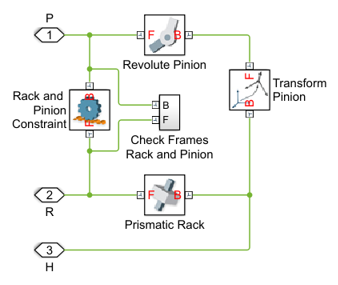 P
1
F B
Revolute Pinion
F
B
Transform
Pinion
Rack and
Pinion
Constraint
B
F
B
F
Check Frames
Rack and Pinion
2
R
F B
Prismatic Rack
3
H